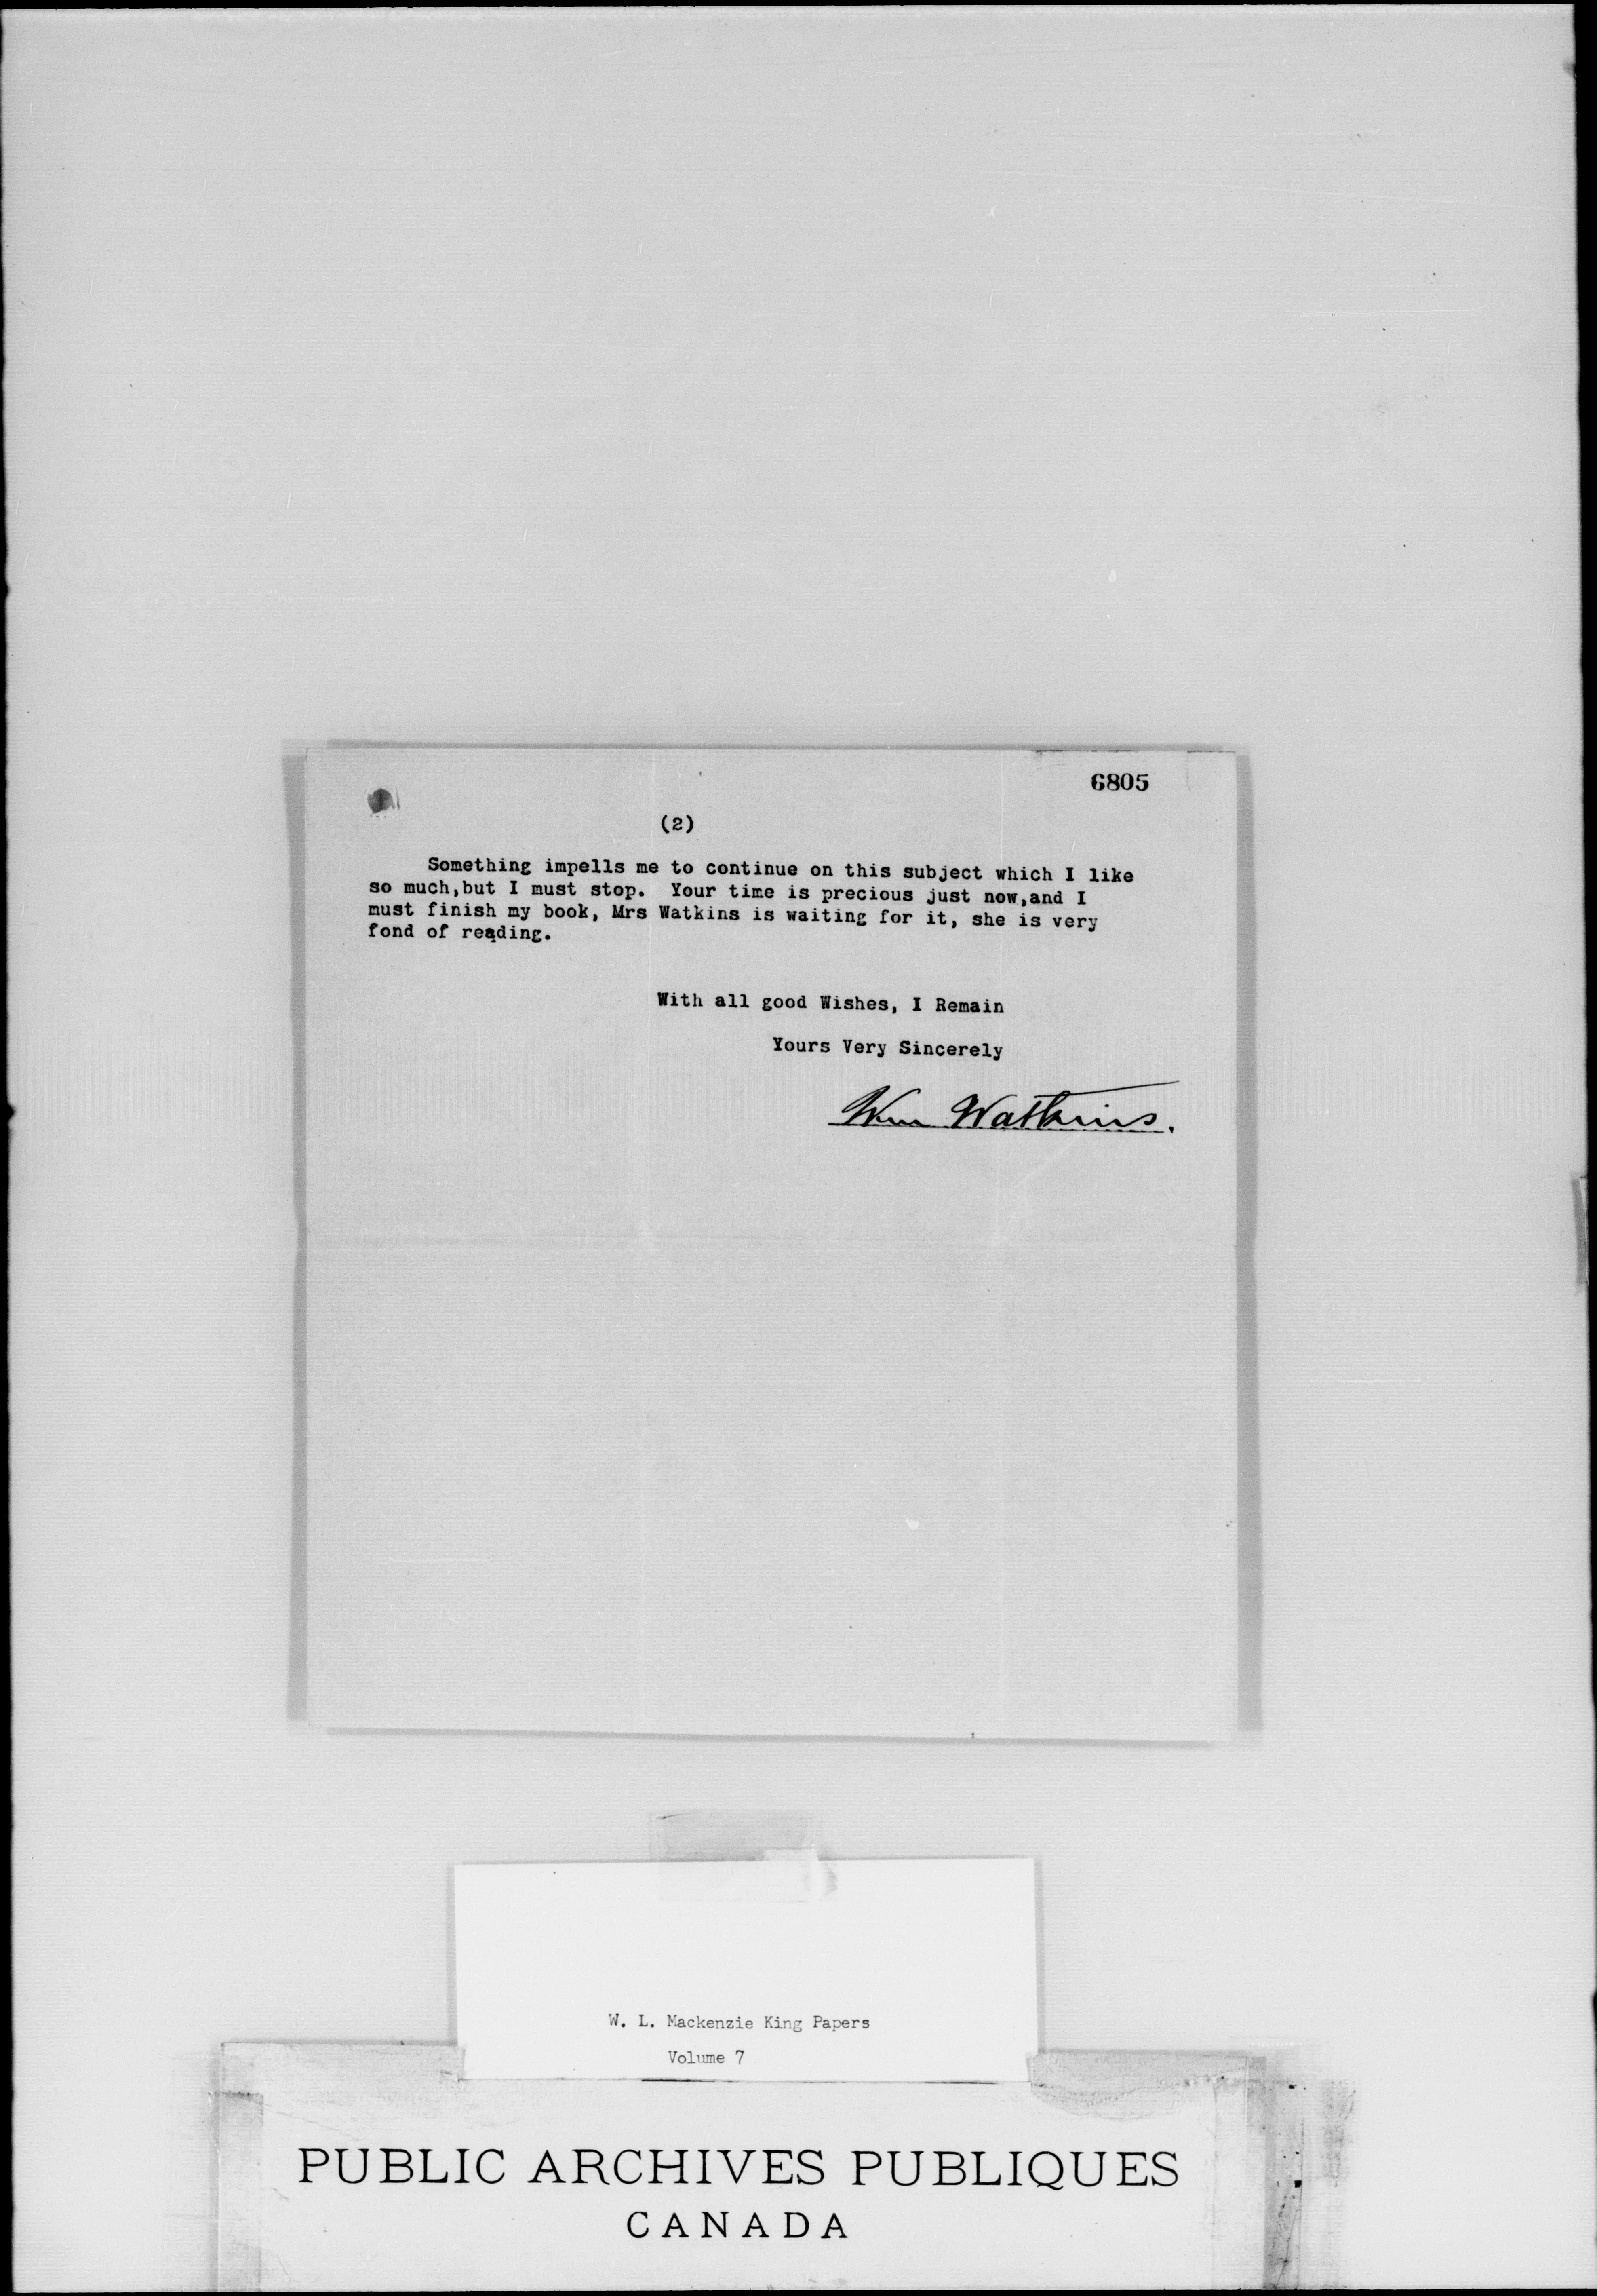 6805
(2)
Something impells me to continue on this subject which I like
so much,but I must stop. Your time is precious just now,and I
must finish my book, Mrs Watkins is waiting for it, she is very
fond of reading.
With all good Wishes, I Remain
Yours Very Sincerely
Wm Watkins.
W. L. Mackenzie King Papers
Volume 7
PUBLIC ARCHIVES PUBLIQUES
CANADA